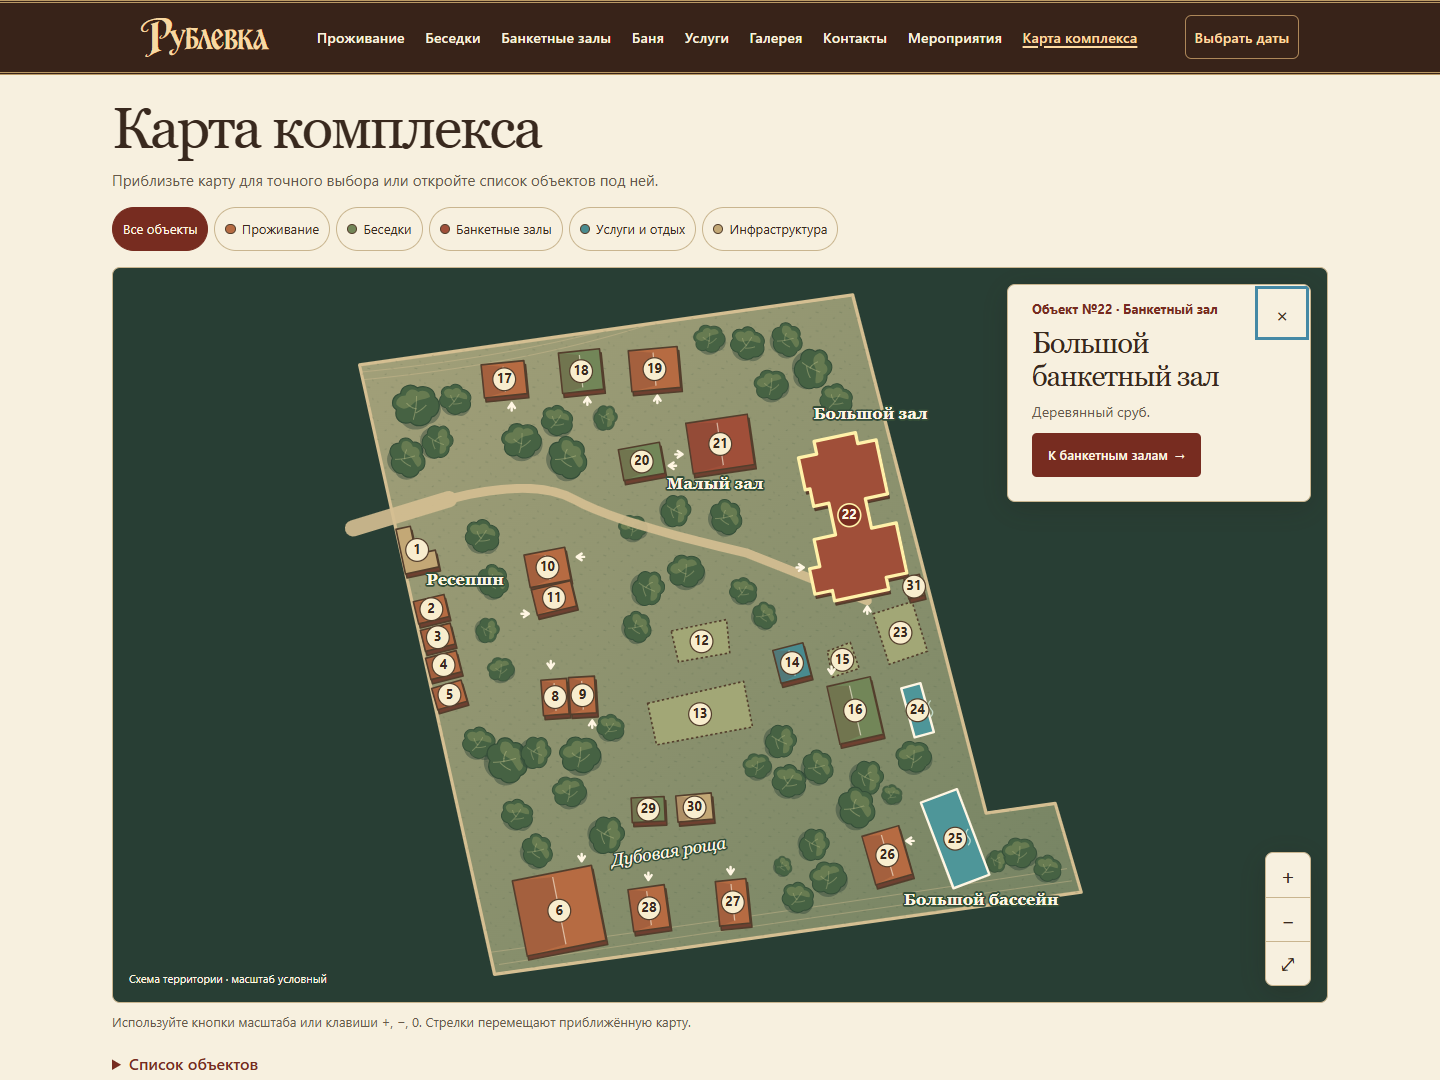 Рублевка
Проживание Беседки Банкетные залы Баня Услуги Галерея Контакты Мероприятия Карта комплекса Выбрать даты
Карта комплекса
Приблизьте карту для точного выбора или откройте список объектов под ней.
Все объекты Проживание Беседки Банкетные залы Услуги и отдых Инфраструктура
Объект №22 · Банкетный зал
×
Большой
банкетный зал
Деревянный сруб.
К банкетным залам →
17 18 19
Большой зал
20 21
Малый зал
22
1
Ресепшн
10
11
31
2
3
4
5
12
23
14 15
8 9
13
16 24
29 30
Дубовая роща
25
26
Большой бассейн
6 28 27
+
−
⤢
Схема территории · масштаб условный
Используйте кнопки масштаба или клавиши +, −, 0. Стрелки перемещают приближённую карту.
Список объектов